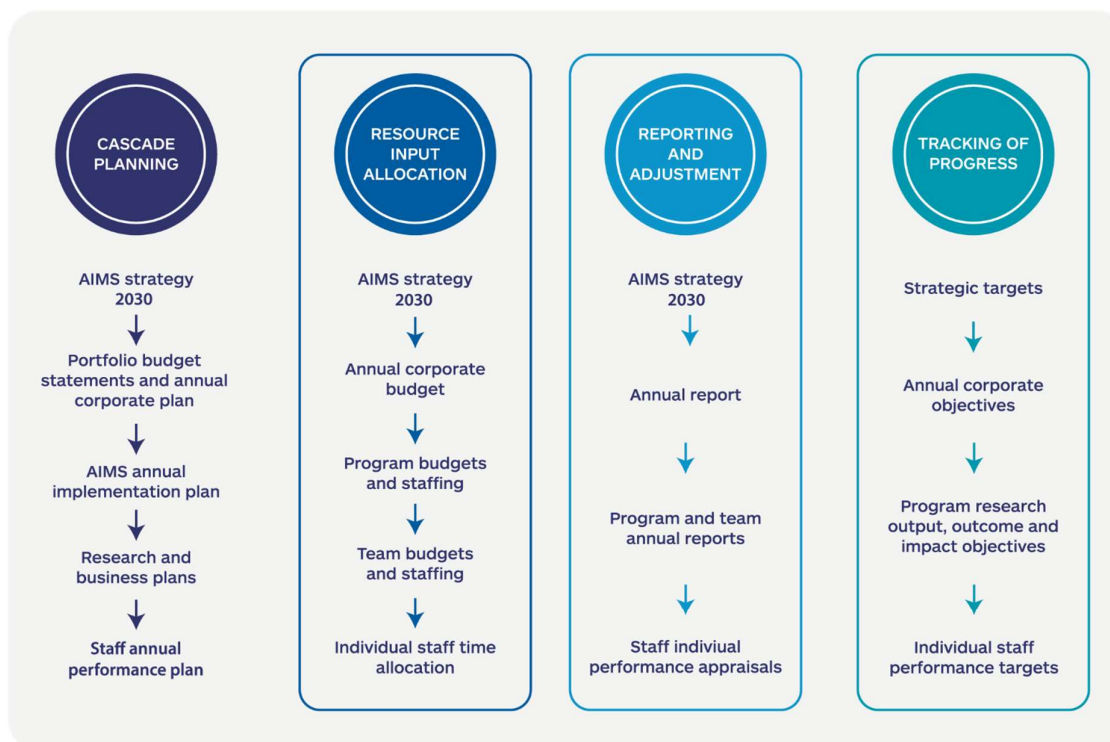 CASCADE
PLANNING
AIMS strategy
2030
Portfolio budget
statements and annual
corporate plan
AIMS annual
implementation plan
Research and
business plans
Staff annual
performance plan
RESOURCE
INPUT
ALLOCATION
AIMS strategy
2030
Annual corporate
budget
Program budgets
and staffing
Team budgets
and staffing
Individual staff time
allocation
REPORTING
AND
ADJUSTMENT
AIMS strategy
2030
Annual report
Program and team
annual reports
Staff indiviual
performance appraisals
TRACKING OF
PROGRESS
Strategic targets
Annual corporate
objectives
Program research
output, outcome and
impact objectives
Individual staff
performance targets